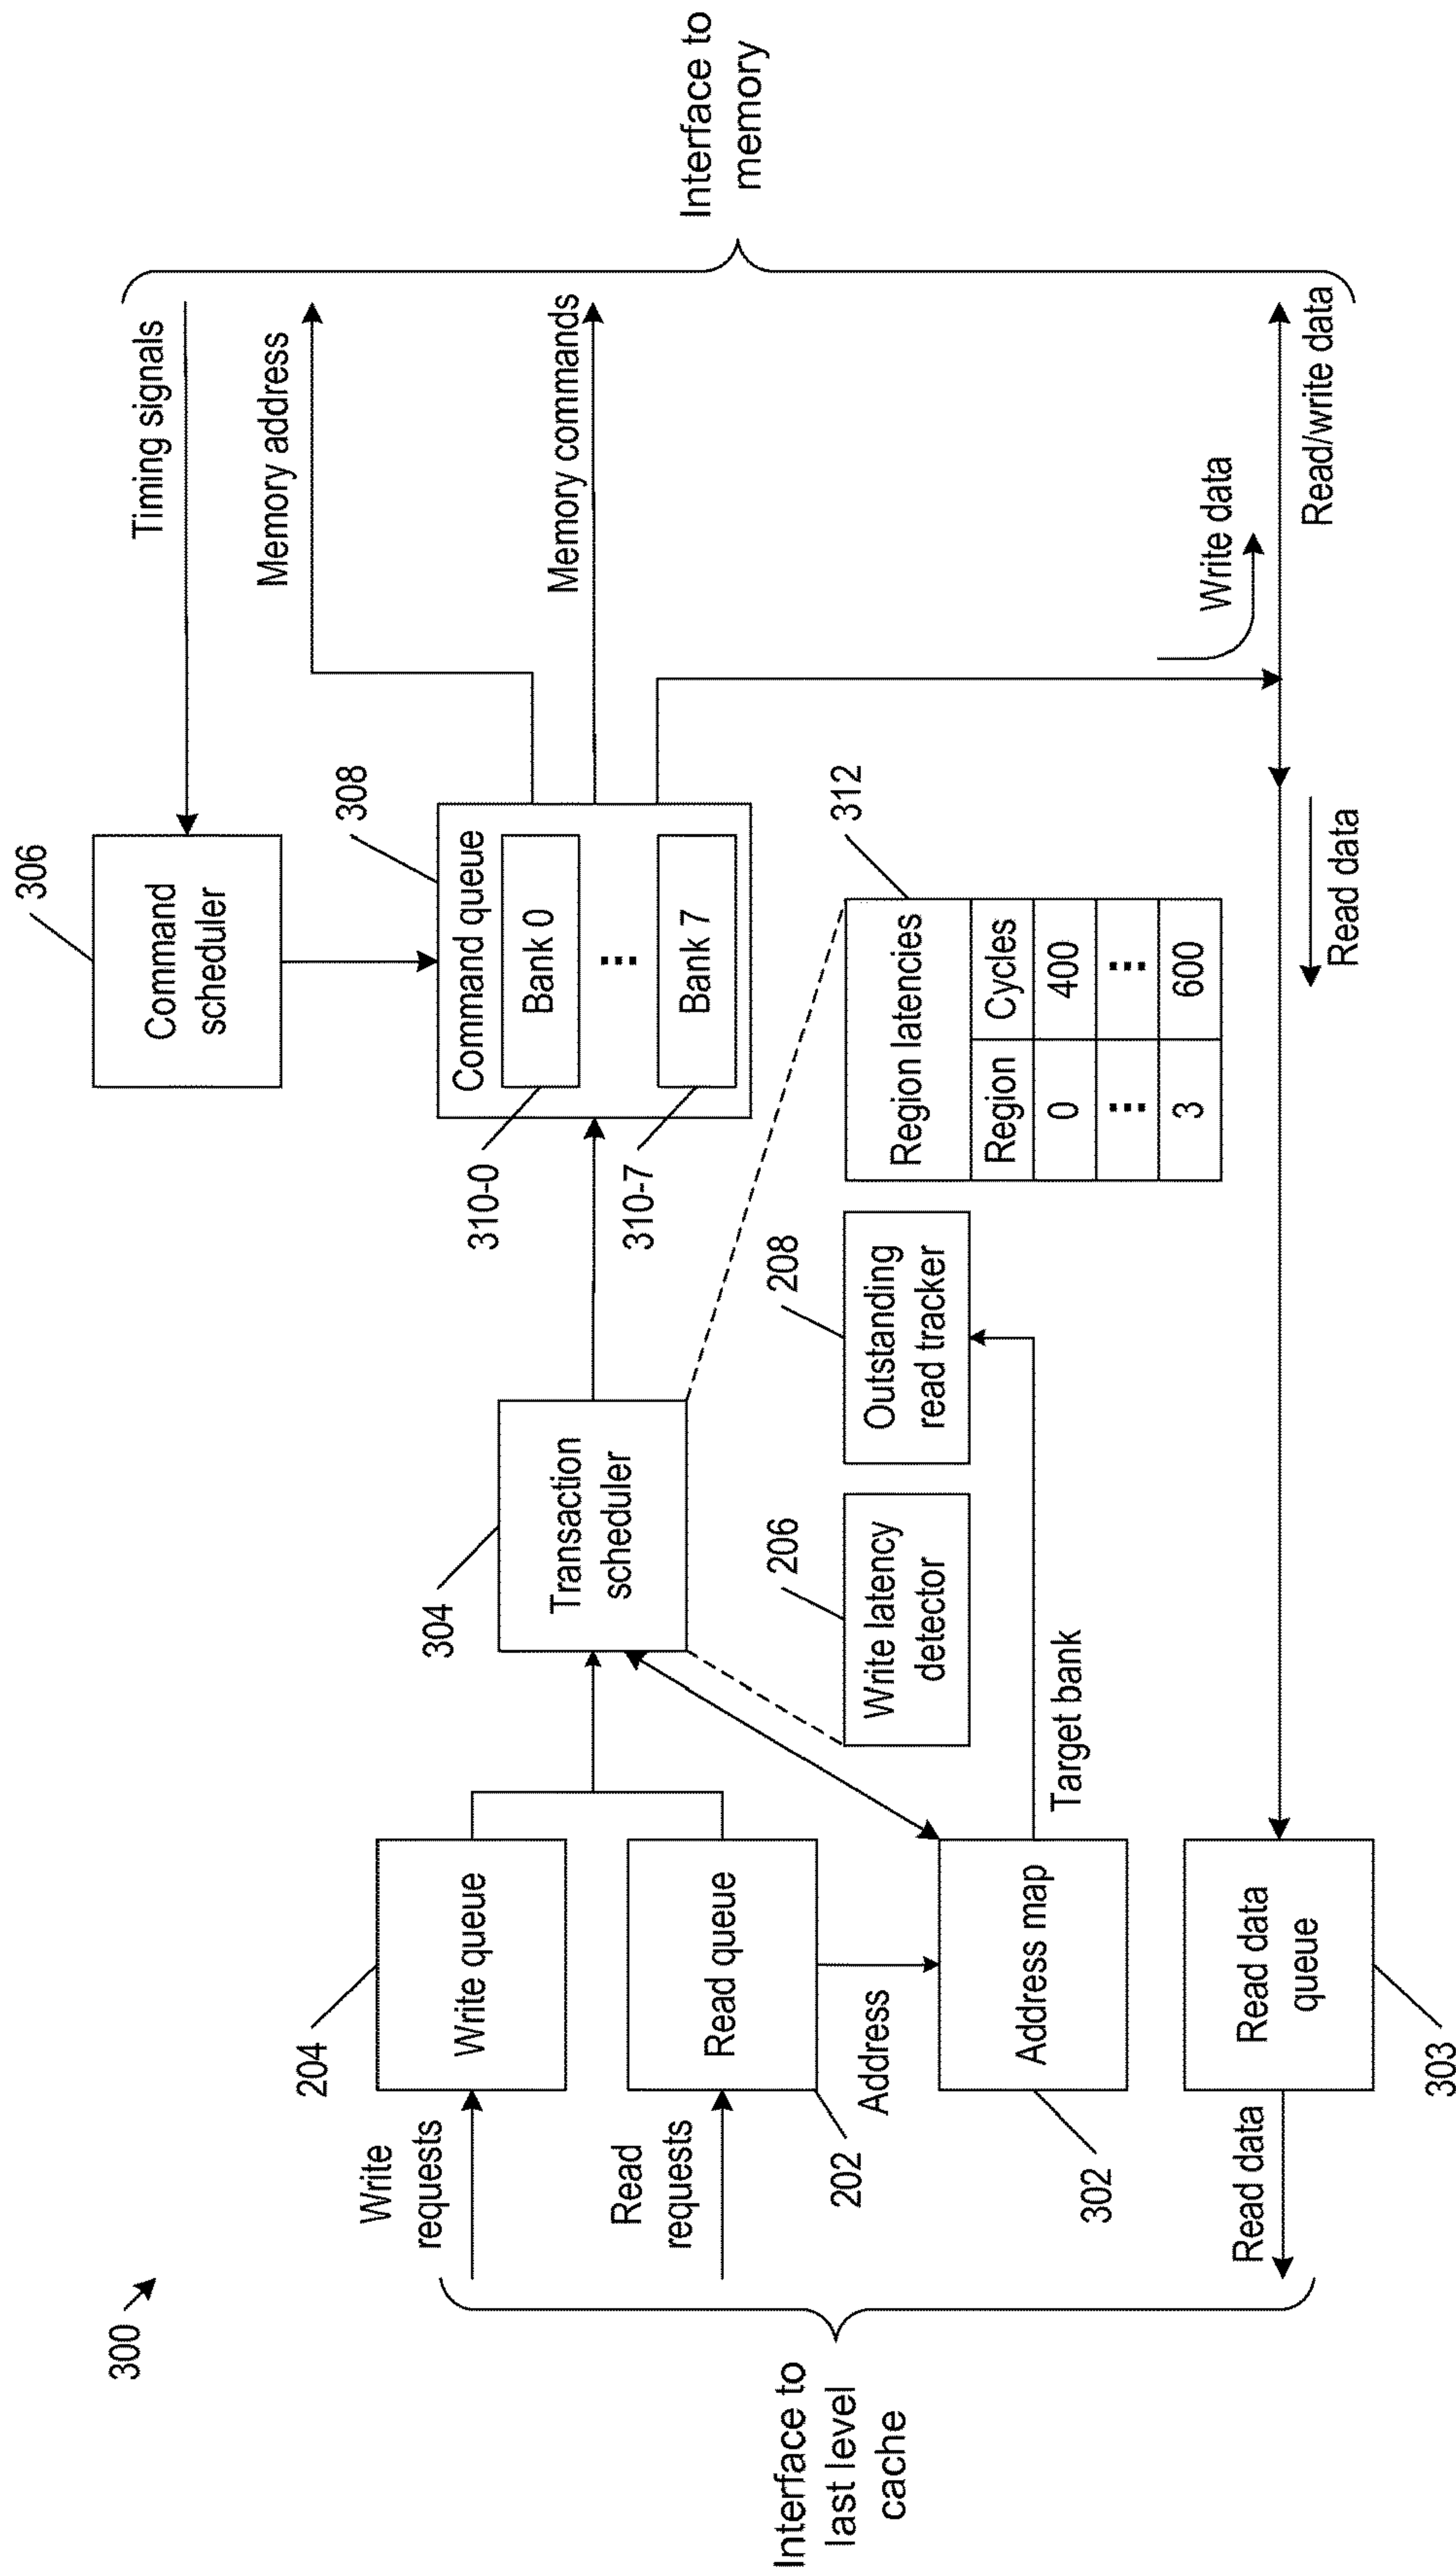 300
Interface to
last level
cache
Write
requests
Read
requests
Read data
204
Write queue
Read queue
202
Address
302
Address map
Read data
queue
303
Target bank
304
Transaction
scheduler
206
Write latency
detector
208
Outstanding
read tracker
312
Region latencies
Region Cycles
0 400
⋮ ⋮
3 600
306
Command
scheduler
308
Command queue
310-0
Bank 0
⋮
310-7
Bank 7
Timing signals
Memory address
Memory commands
Write data
Read data
Read/write data
Interface to
memory